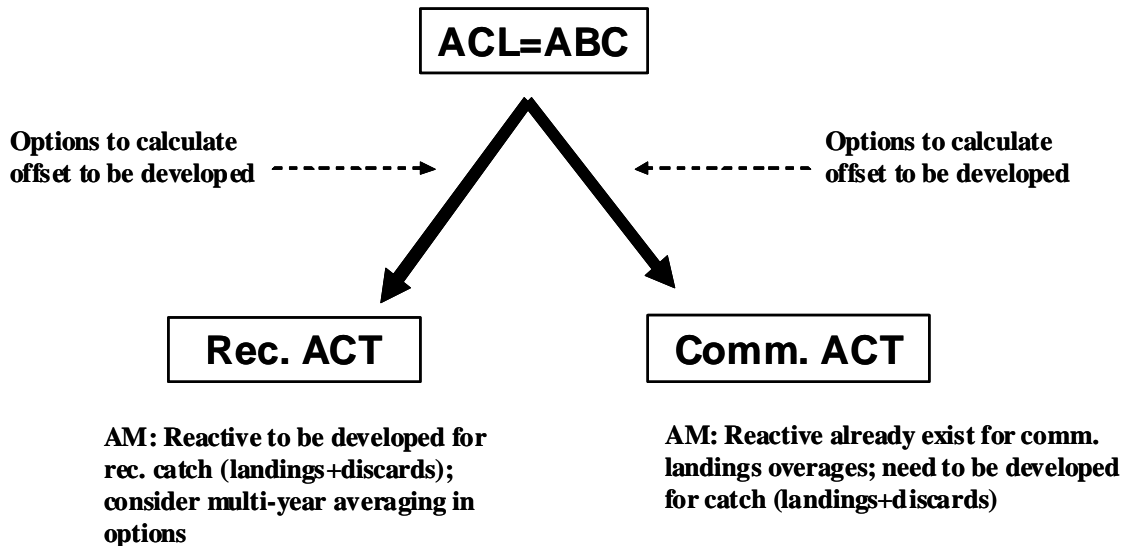 ACL=ABC
Options to calculate
offset to be developed
Options to calculate
offset to be developed
Rec. ACT
Comm. ACT
AM: Reactive to be developed for
rec. catch (landings+discards);
consider multi-year averaging in
options
AM: Reactive already exist for comm.
landings overages; need to be developed
for catch (landings+discards)